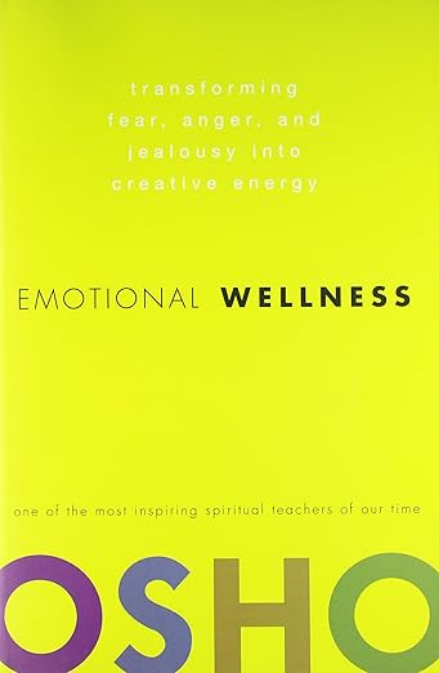 transforming
fear, anger, and
jealousy into
creative energy
EMOTIONAL WELLNESS
one of the most inspiring spiritual teachers of our time
OSHO